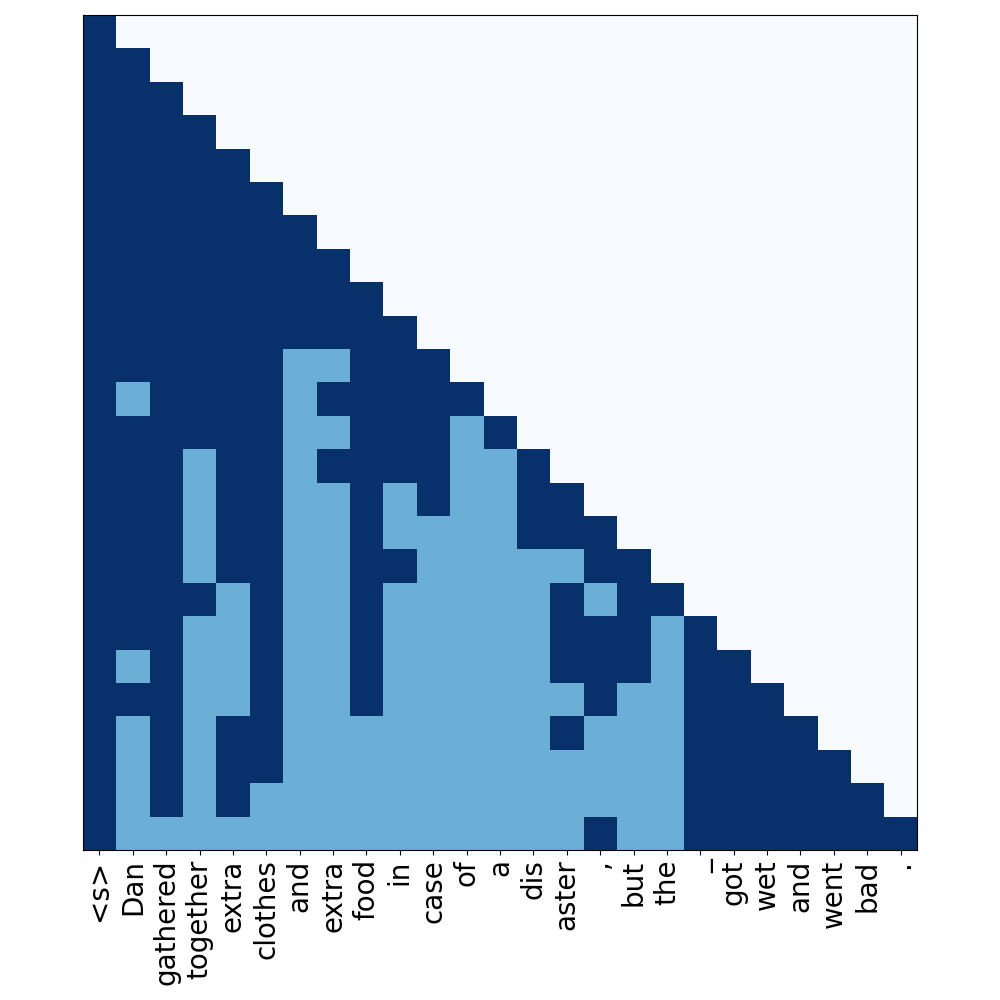 <s> Dan gathered together extra clothes and extra food in case of a dis aster , but the _ got wet and went bad .